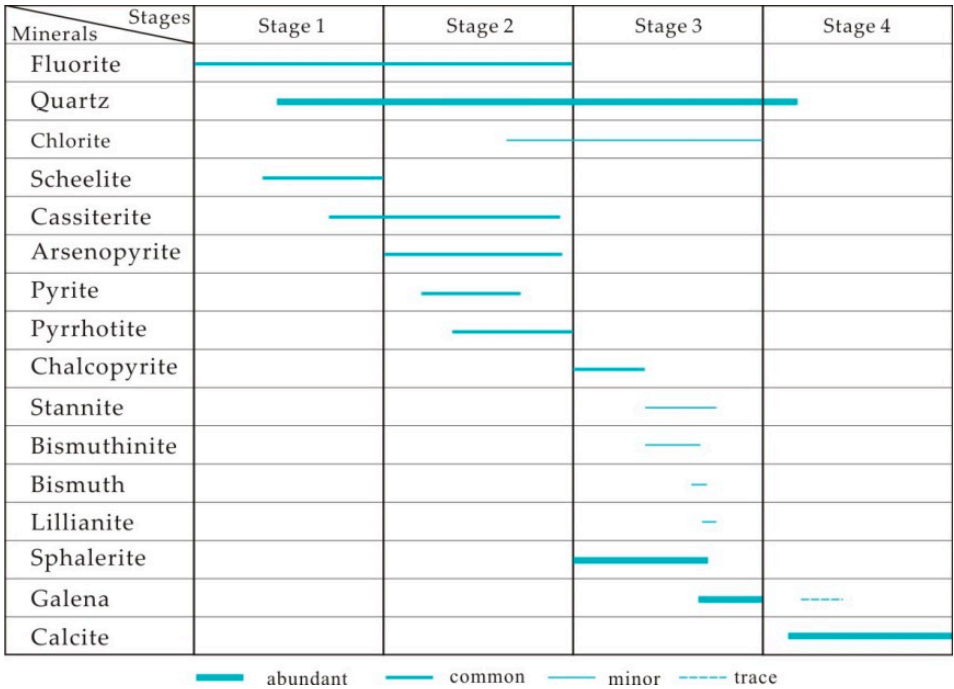 Stages
Minerals
Stage 1 Stage 2 Stage 3 Stage 4
Fluorite
Quartz
Chlorite
Scheelite
Cassiterite
Arsenopyrite
Pyrite
Pyrrhotite
Chalcopyrite
Stannite
Bismuthinite
Bismuth
Lillianite
Sphalerite
Galena
Calcite
abundant common minor trace